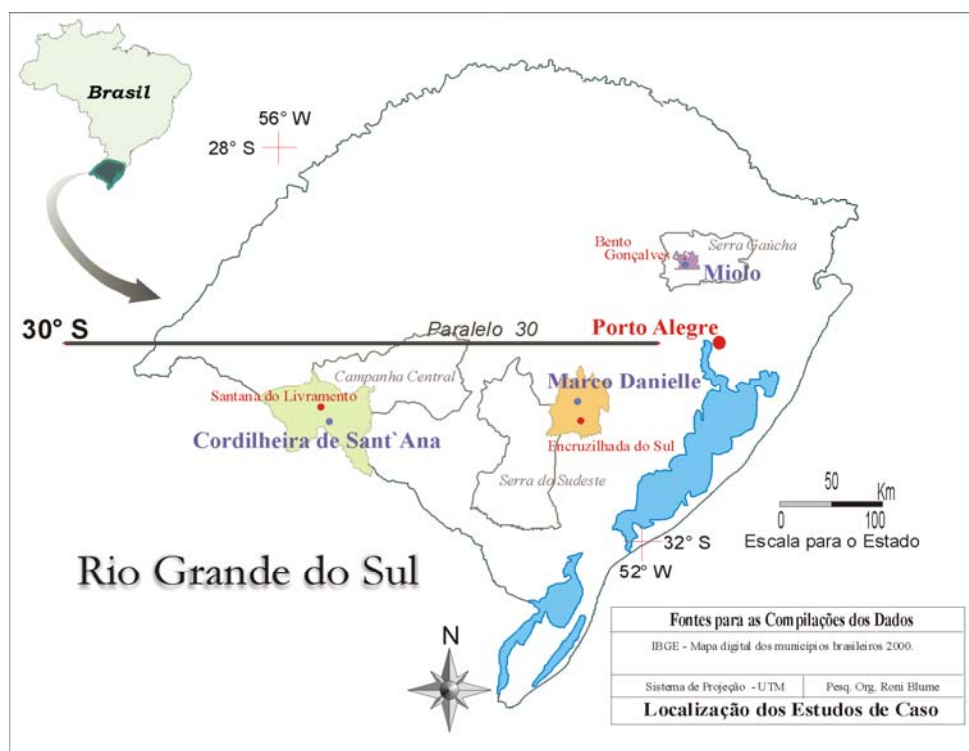 Brasil
56° W
28° S
Bento
Gonçalves
Serra Gaúcha
Miolo
30° S
Paralelo 30
Porto Alegre
Campanha Central
Marco Danielle
Santana do Livramento
Cordilheira de Sant`Ana
Encruzilhada do Sul
Serra do Sudeste
50
Km
0
100
Escala para o Estado
32° S
52° W
Rio Grande do Sul
N
Fontes para as Compilações dos Dados
IBGE - Mapa digital dos municípios brasileiros 2000.
Sistema de Projeção - UTM
Pesq. Org. Roni Blume
Localização dos Estudos de Caso